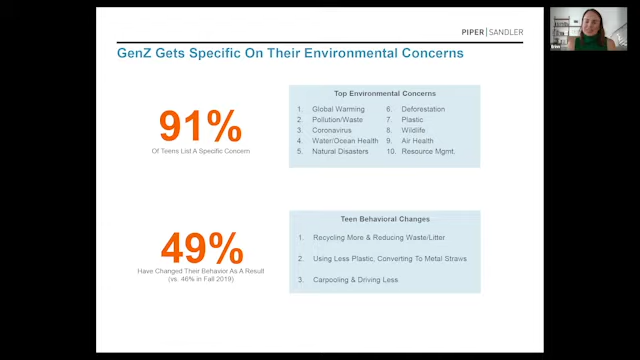 PIPER | SANDLER
GenZ Gets Specific On Their Environmental Concerns
91%
Of Teens List A Specific Concern
Top Environmental Concerns
1. Global Warming
2. Pollution/Waste
3. Coronavirus
4. Water/Ocean Health
5. Natural Disasters
6. Deforestation
7. Plastic
8. Wildlife
9. Air Health
10. Resource Mgmt.
49%
Have Changed Their Behavior As A Result
(vs. 46% in Fall 2019)
Teen Behavioral Changes
1. Recycling More & Reducing Waste/Litter
2. Using Less Plastic, Converting To Metal Straws
3. Carpooling & Driving Less